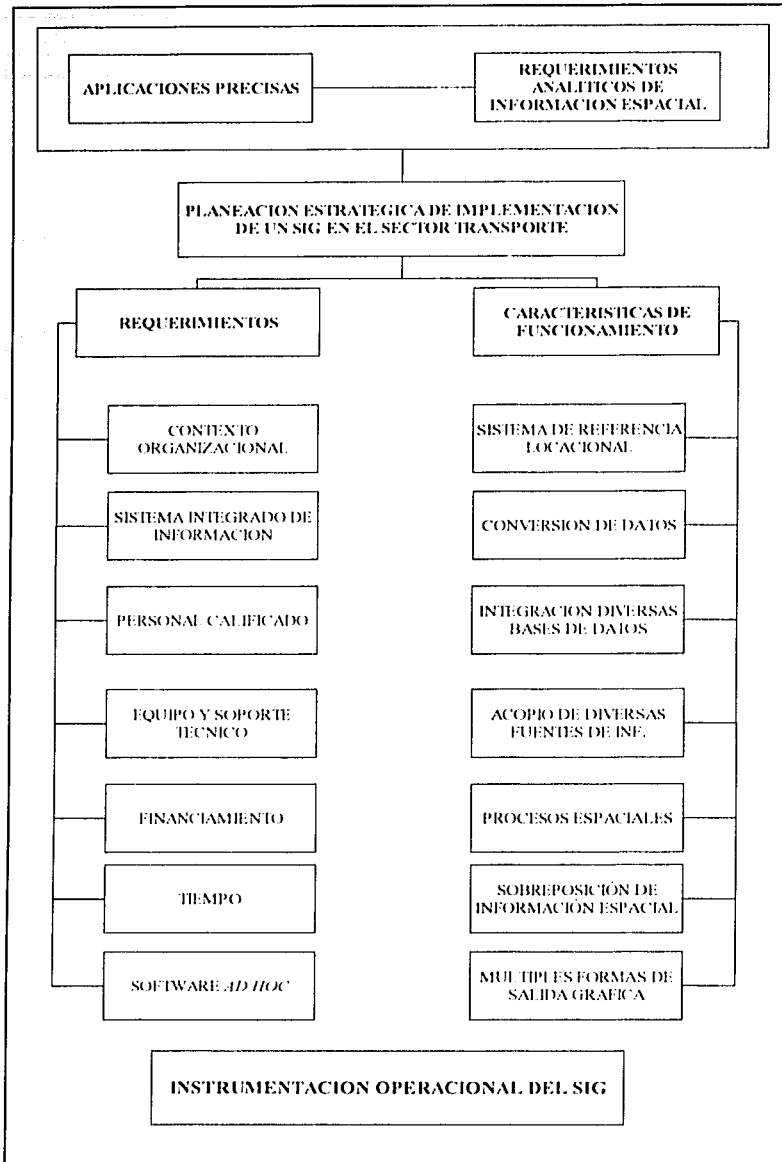 APLICACIONES PRECISAS
REQUERIMIENTOS
ANALITICOS DE
INFORMACION ESPACIAL
PLANEACION ESTRATEGICA DE IMPLEMENTACION
DE UN SIG EN EL SECTOR TRANSPORTE
REQUERIMIENTOS
CARACTERISTICAS DE
FUNCIONAMIENTO
CONTEXTO
ORGANIZACIONAL
SISTEMA DE REFERENCIA
LOCACIONAL
SISTEMA INTEGRADO DE
INFORMACION
CONVERSION DE DATOS
PERSONAL CALIFICADO
INTEGRACION DIVERSAS
BASES DE DATOS
EQUIPO Y SOPORTE
TECNICO
ACOPIO DE DIVERSAS
FUENTES DE INF.
FINANCIAMIENTO
PROCESOS ESPACIALES
TIEMPO
SOBREPOSICIÓN DE
INFORMACIÓN ESPACIAL
SOFTWARE AD HOC
MULTIPLES FORMAS DE
SALIDA GRAFICA
INSTRUMENTACION OPERACIONAL DEL SIG